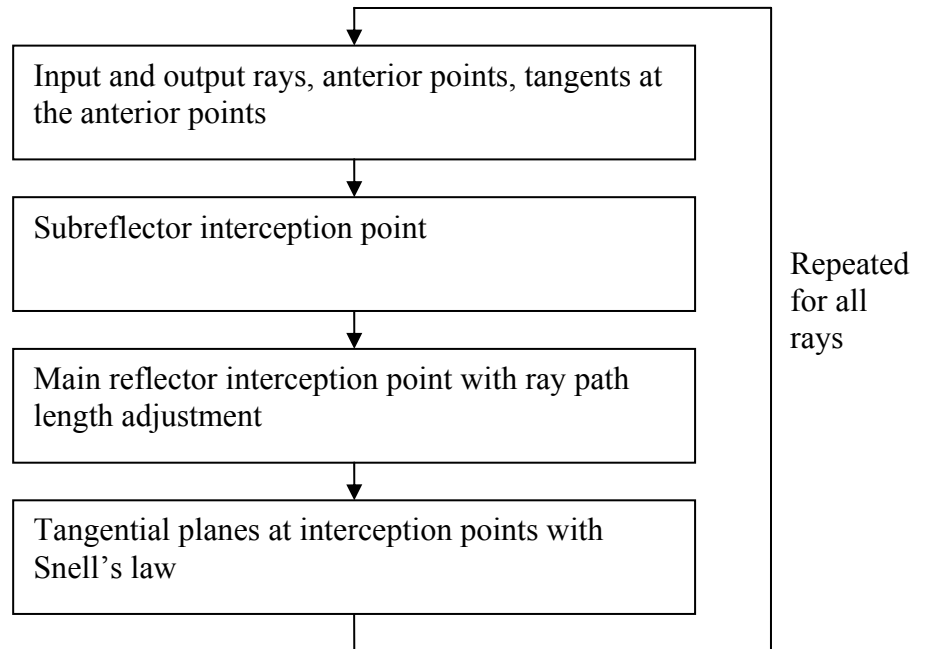 Input and output rays, anterior points, tangents at
the anterior points
Subreflector interception point
Main reflector interception point with ray path
length adjustment
Tangential planes at interception points with
Snell’s law
Repeated
for all
rays